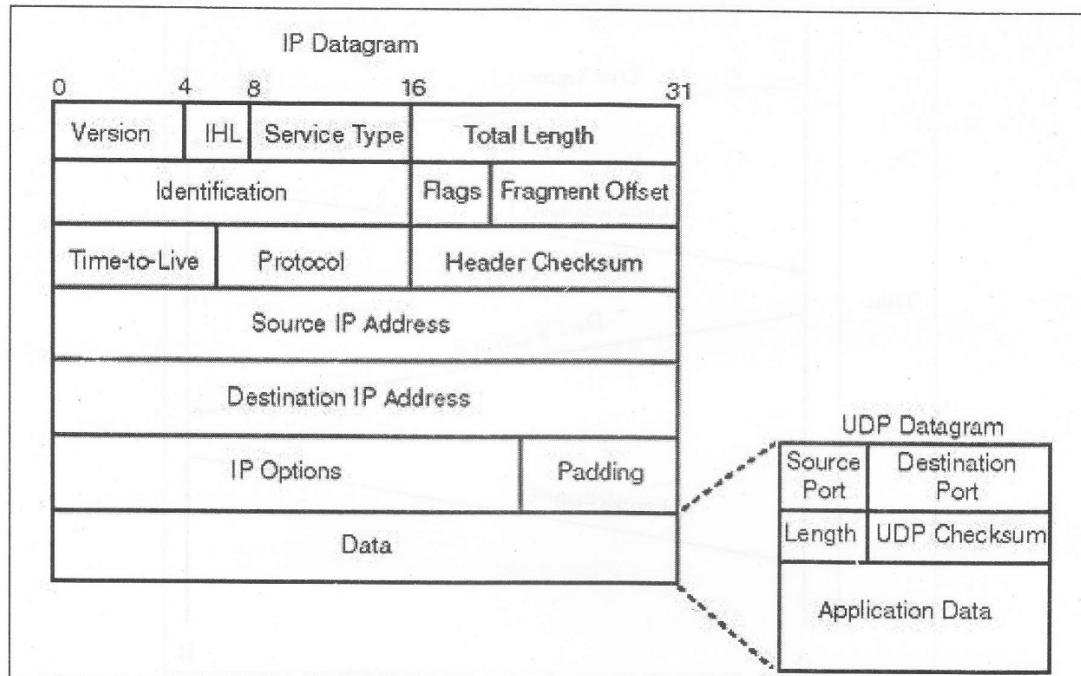 IP Datagram
0 4 8 16 31
Version IHL Service Type Total Length
Identification Flags Fragment Offset
Time-to-Live Protocol Header Checksum
Source IP Address
Destination IP Address
IP Options Padding
Data
UDP Datagram
Source Destination
Port Port
Length UDP Checksum
Application Data